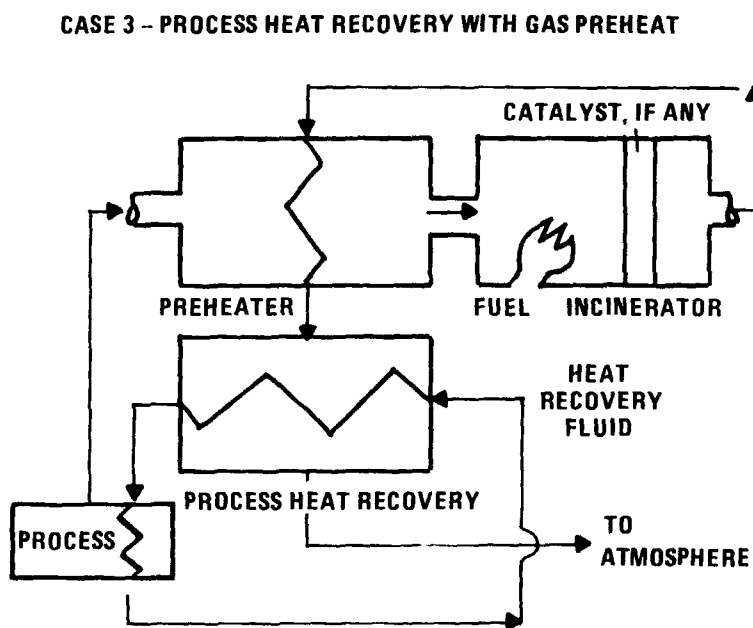 CASE 3 -- PROCESS HEAT RECOVERY WITH GAS PREHEAT
CATALYST, IF ANY
PREHEATER
FUEL
INCINERATOR
HEAT
RECOVERY
FLUID
PROCESS HEAT RECOVERY
PROCESS
TO
ATMOSPHERE